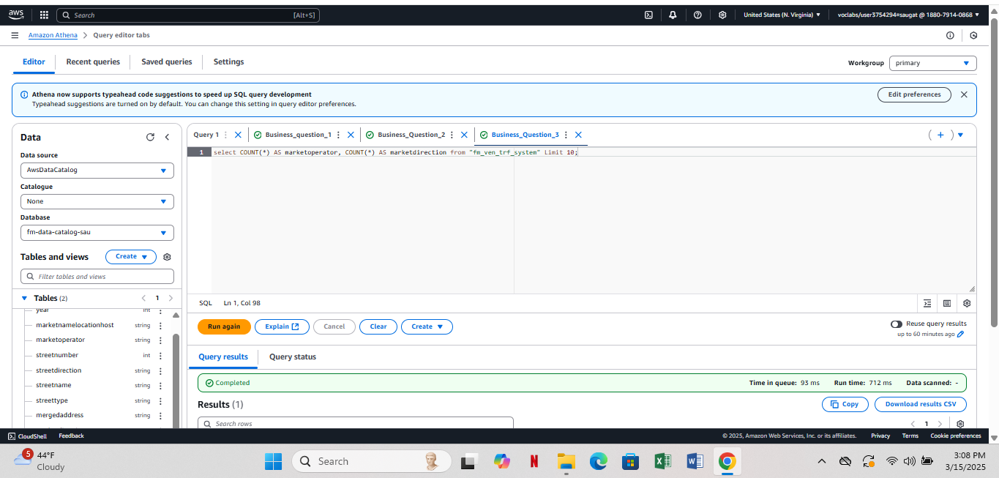 aws
Search [Alt+S]
United States (N. Virginia) ▼
voclabs/user3754294=saugat @ 1880-7914-0868 ▼
Amazon Athena > Query editor tabs
Editor
Recent queries
Saved queries
Settings
Workgroup
primary
Athena now supports typeahead code suggestions to speed up SQL query development
Typeahead suggestions are turned on by default. You can change this setting in query editor preferences.
Edit preferences
Data
Data source
AwsDataCatalog
Catalogue
None
Database
fm-data-catalog-sau
Tables and views
Create
Filter tables and views
Tables (2)
1
year int
marketnamelocationhost string
marketoperator string
streetnumber int
streetdirection string
streetname string
streettype string
mergedaddress string
Query 1
Business_question_1
Business_Question_2
Business_Question_3
1 select COUNT(*) AS marketoperator, COUNT(*) AS marketdirection from "fm_ven_trf_system" Limit 10;
SQL Ln 1, Col 98
Run again
Explain
Cancel
Clear
Create
Reuse query results
up to 60 minutes ago
Query results
Query status
Completed
Time in queue: 93 ms
Run time: 712 ms
Data scanned: -
Results (1)
Copy
Download results CSV
Search rows
1
CloudShell
Feedback
© 2025, Amazon Web Services, Inc. or its affiliates.
Privacy
Terms
Cookie preferences
5
44°F
Cloudy
Search
3:08 PM
3/15/2025